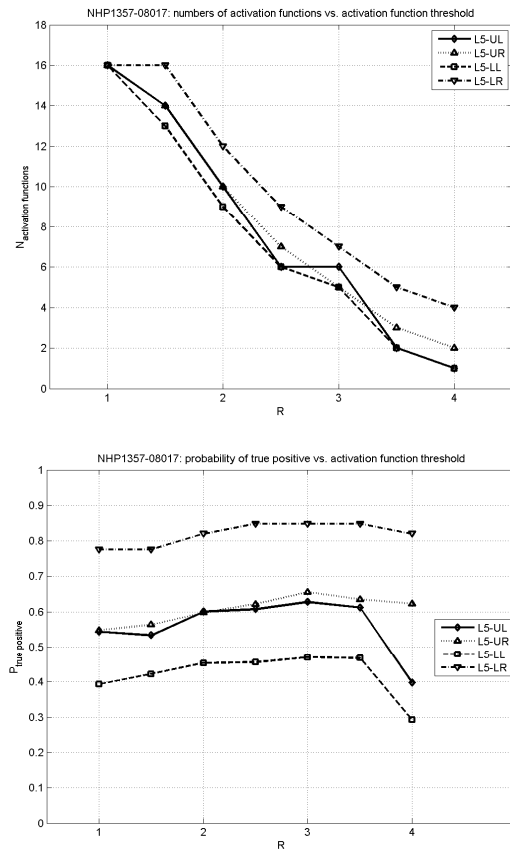 NHP1357-08017: numbers of activation functions vs. activation function threshold
18
16
14
12
10
8
6
4
2
0
N activation functions
1
2
3
4
R
L5-UL
L5-UR
L5-LL
L5-LR
NHP1357-08017: probability of true positive vs. activation function threshold
1
0.9
0.8
0.7
0.6
0.5
0.4
0.3
0.2
0.1
0
P true positive
1
2
3
4
R
L5-UL
L5-UR
L5-LL
L5-LR